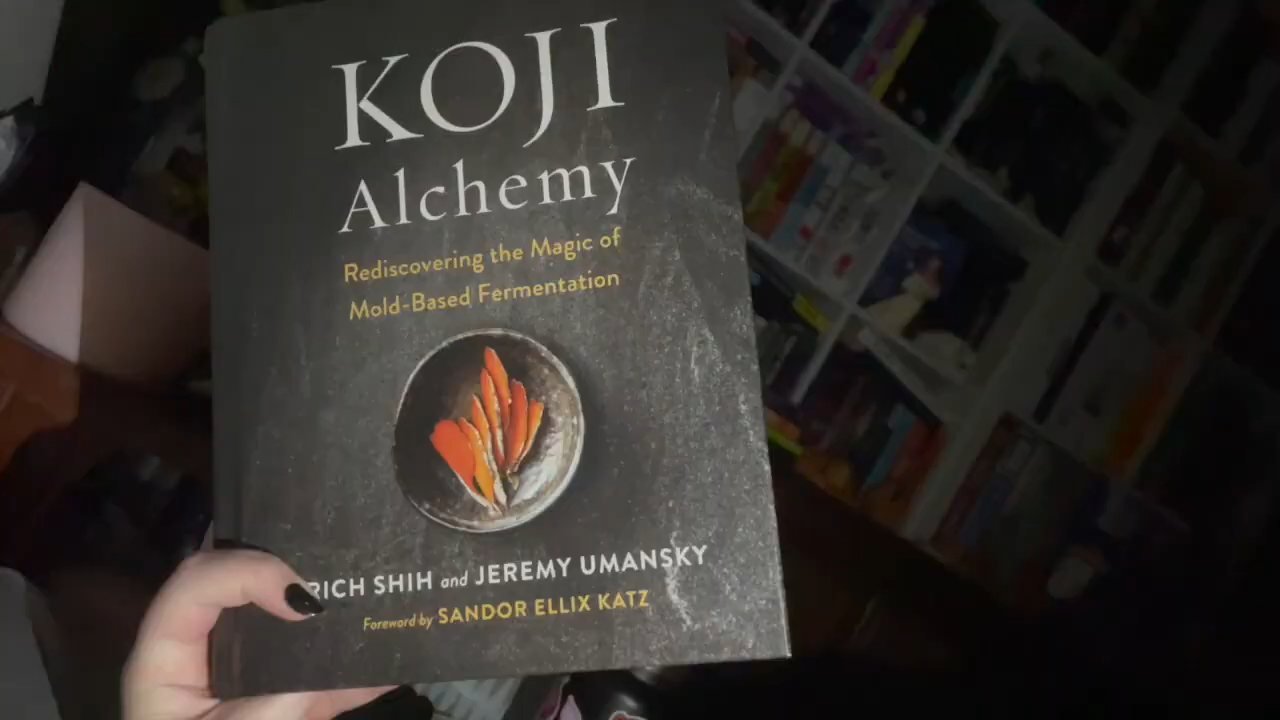 KOJI
Alchemy
Rediscovering the Magic of
Mold-Based Fermentation
RICH SHIH and JEREMY UMANSKY
Foreword by SANDOR ELLIX KATZ